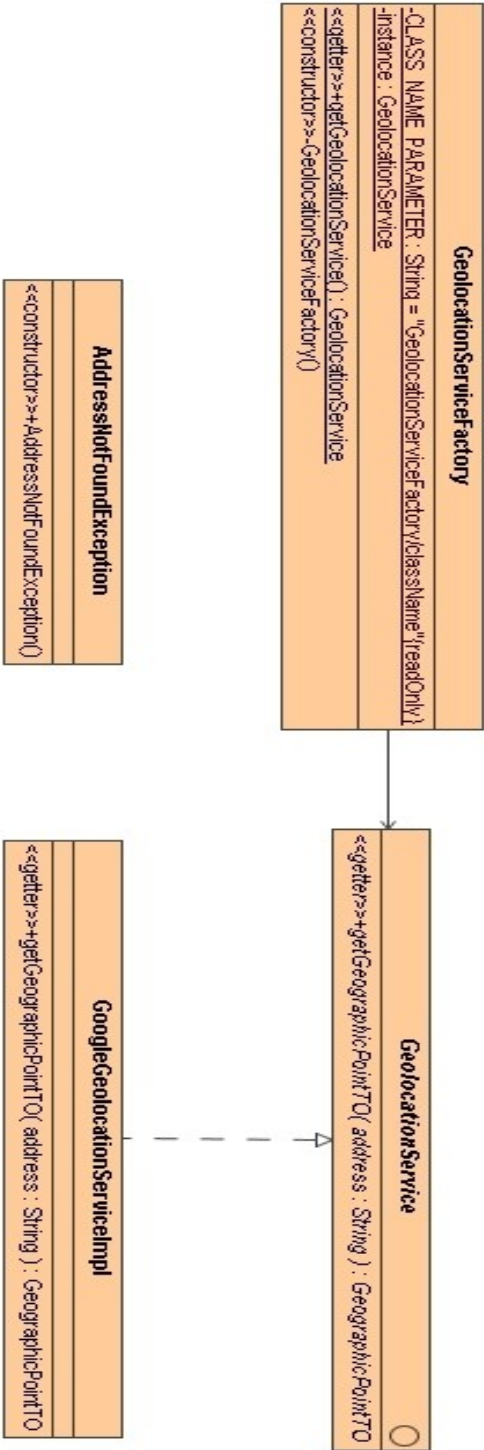 GeolocationServiceFactory
-CLASS_NAME_PARAMETER : String = "GeolocationServiceFactory/className"{readOnly}
-instance : GeolocationService
<<getter>>+getGeolocationService() : GeolocationService
<<constructor>>-GeolocationServiceFactory()
GeolocationService
<<getter>>+getGeographicPointTO( address : String ) : GeographicPointTO
AddressNotFoundException
<<constructor>>+AddressNotFoundException()
GoogleGeolocationServiceImpl
<<getter>>+getGeographicPointTO( address : String ) : GeographicPointTO